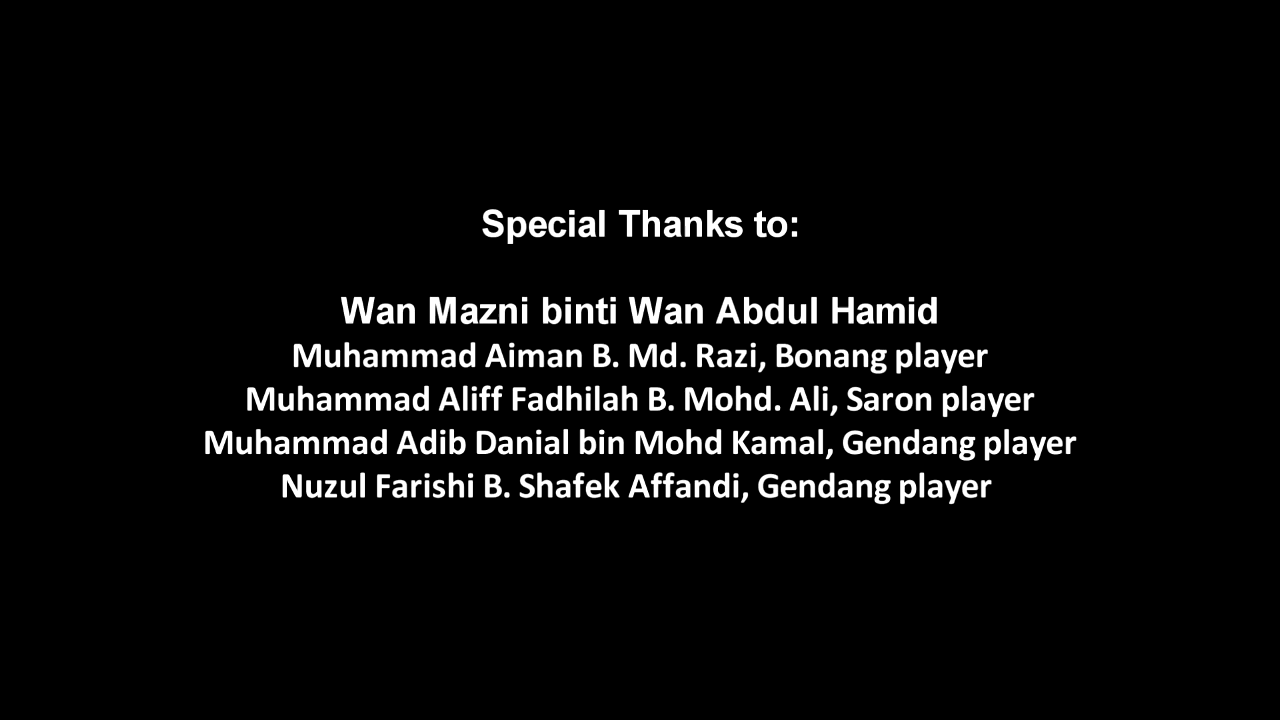 Special Thanks to:
Wan Mazni binti Wan Abdul Hamid
Muhammad Aiman B. Md. Razi, Bonang player
Muhammad Aliff Fadhilah B. Mohd. Ali, Saron player
Muhammad Adib Danial bin Mohd Kamal, Gendang player
Nuzul Farishi B. Shafek Affandi, Gendang player